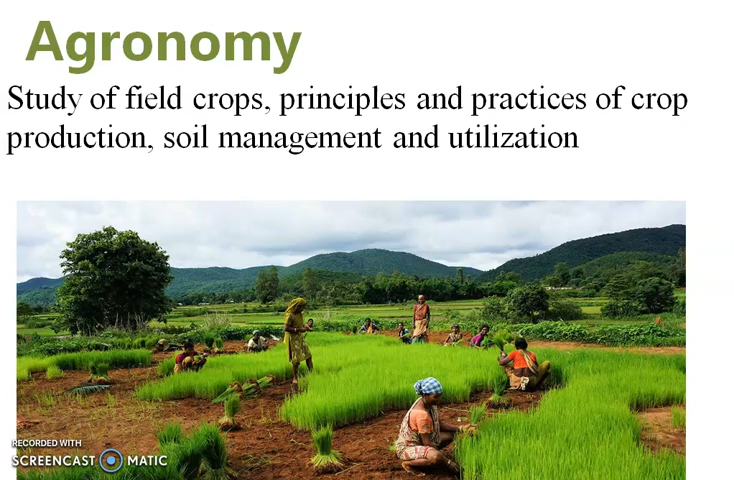 Agronomy
Study of field crops, principles and practices of crop
production, soil management and utilization
RECORDED WITH
SCREENCAST MATIC